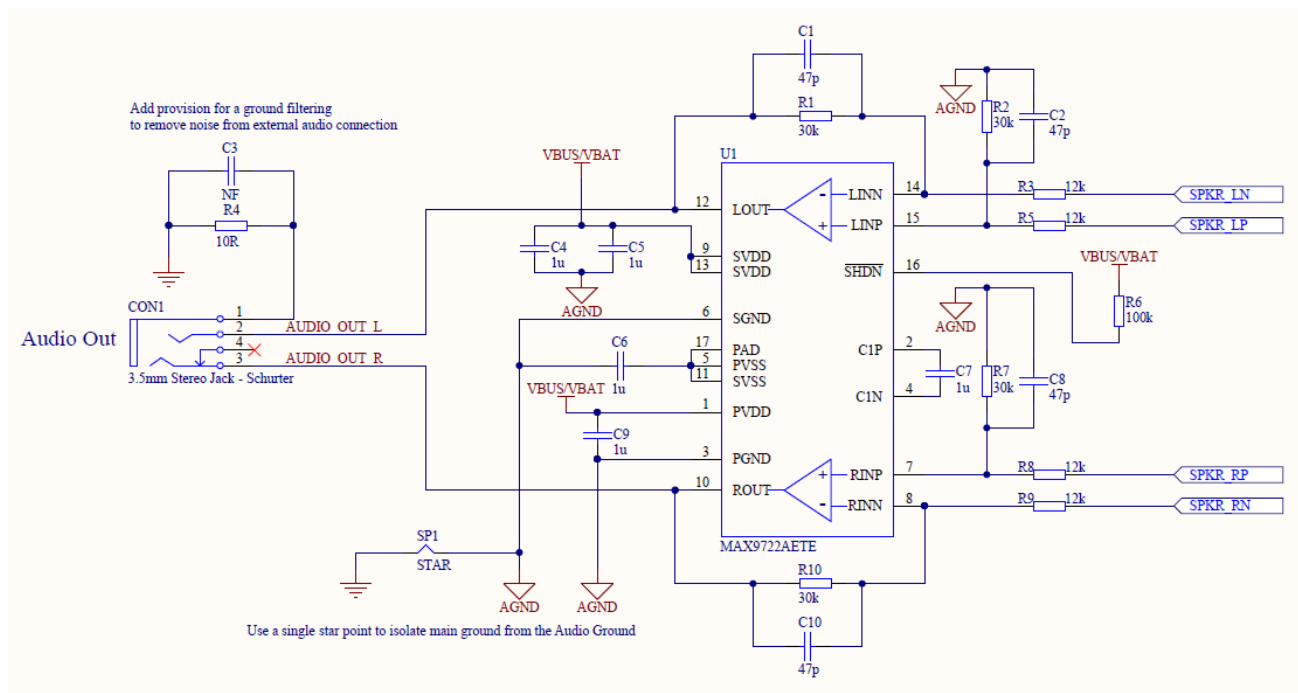 Add provision for a ground filtering
to remove noise from external audio connection
C3
NF
R4
10R
CON1
Audio Out
1
2
4
3
AUDIO_OUT_L
AUDIO_OUT_R
3.5mm Stereo Jack - Schurter
C1
47p
R1
30k
VBUS/VBAT
C4
1u
C5
1u
AGND
C6
1u
VBUS/VBAT
C9
1u
SP1
STAR
AGND
AGND
Use a single star point to isolate main ground from the Audio Ground
U1
12
LOUT
9
SVDD
13
SVDD
6
SGND
17
PAD
5
PVSS
11
SVSS
1
PVDD
3
PGND
10
ROUT
-
+
LINN
14
LINP
15
SHDN
16
C1P
2
C1N
4
+
-
RINP
7
RINN
8
MAX9722AETE
AGND
R2
30k
C2
47p
R3
12k
SPKR_LN
R5
12k
SPKR_LP
VBUS/VBAT
R6
100k
AGND
C7
1u
R7
30k
C8
47p
R8
12k
SPKR_RP
R9
12k
SPKR_RN
R10
30k
C10
47p